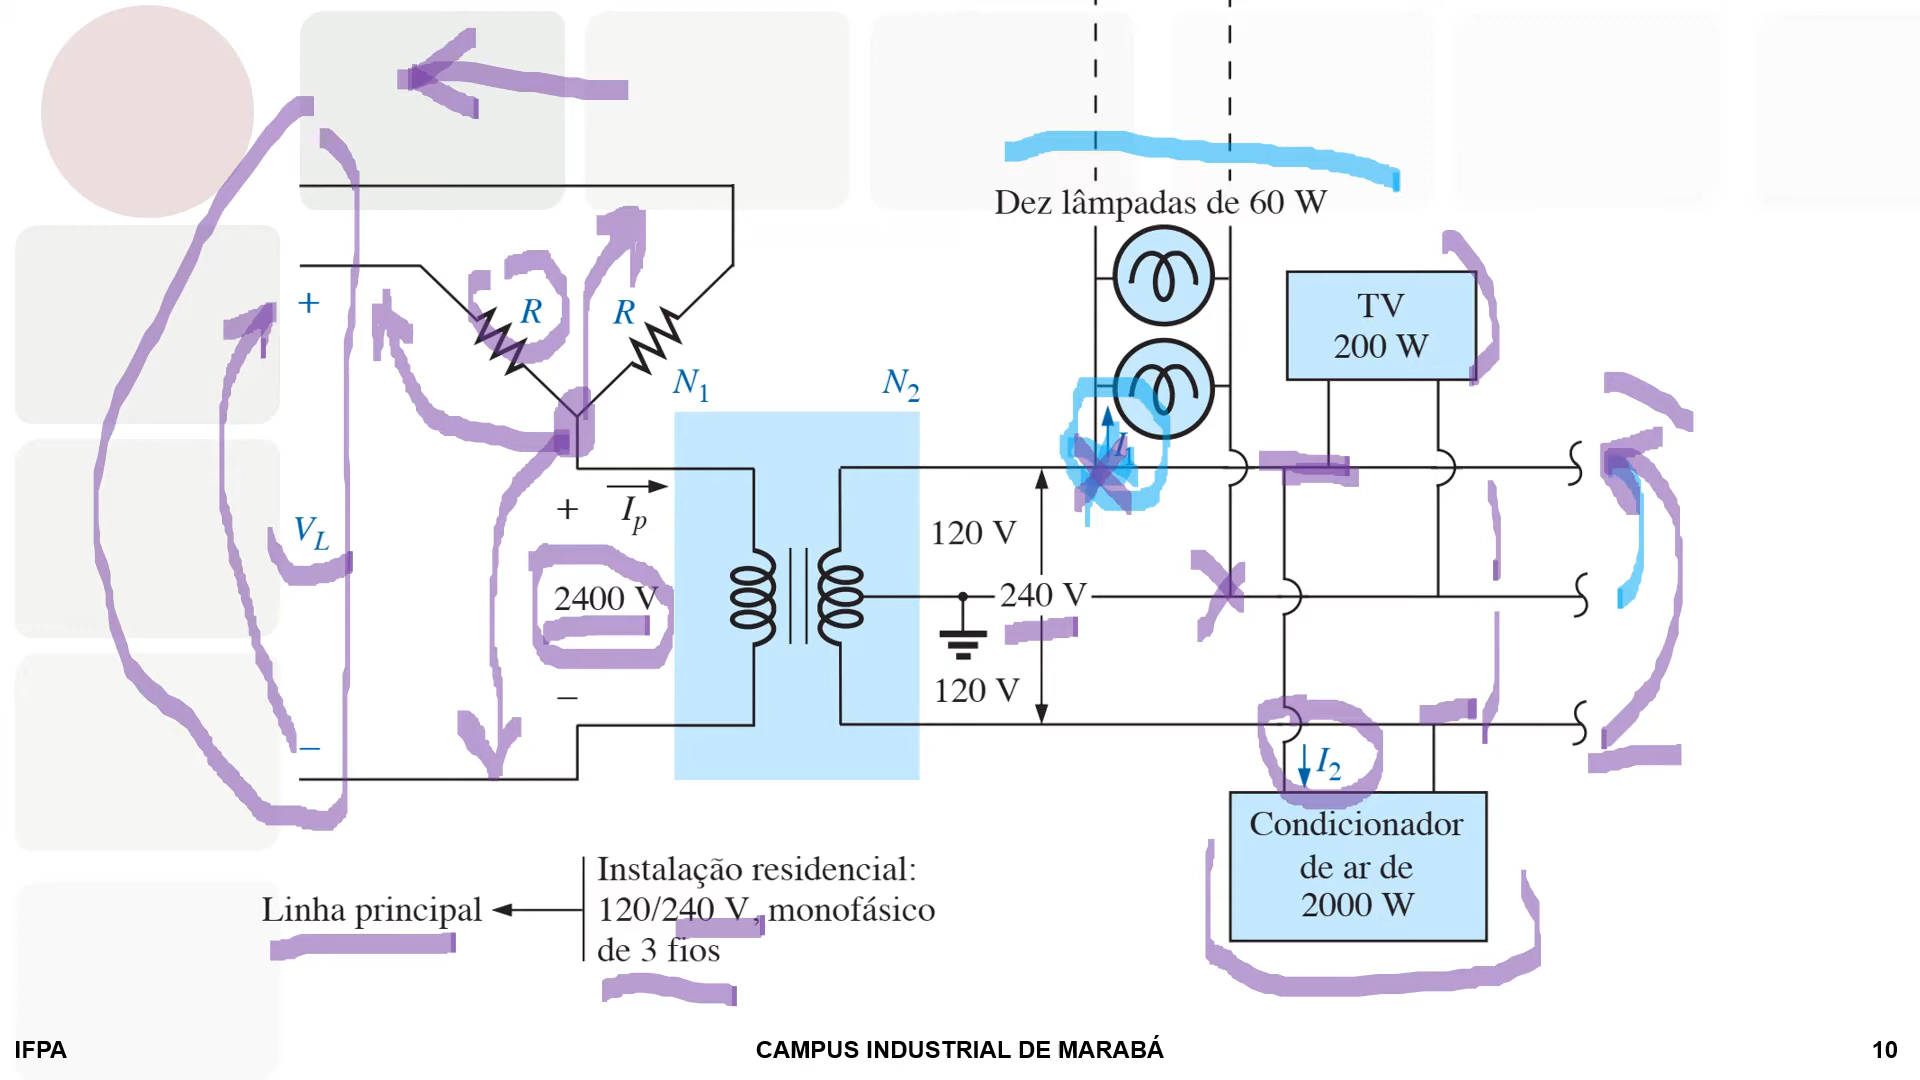 Dez lâmpadas de 60 W
TV
200 W
+
R
R
N1
N2
I1
+
Ip
VL
120 V
2400 V
240 V
120 V
–
–
I2
Condicionador
de ar de
2000 W
Instalação residencial:
Linha principal
120/240 V, monofásico
de 3 fios
IFPA
CAMPUS INDUSTRIAL DE MARABÁ
10